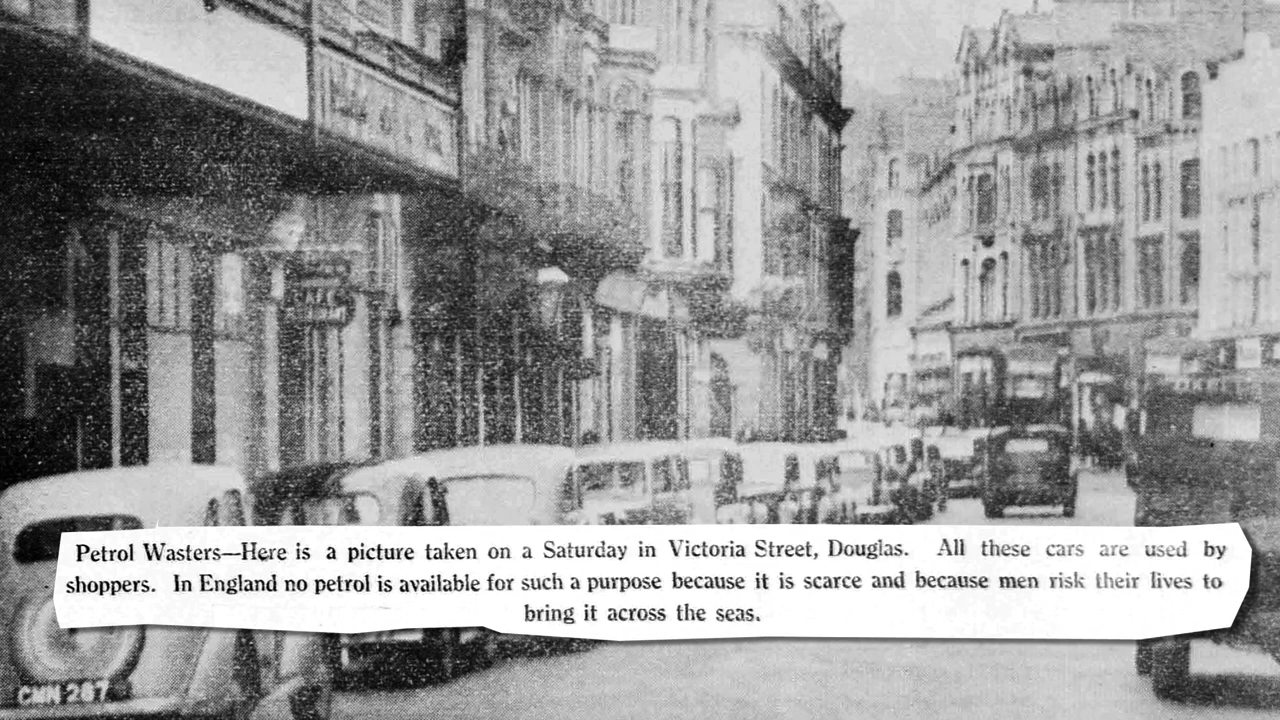 CAFE
Petrol Wasters—Here is a picture taken on a Saturday in Victoria Street, Douglas. All these cars are used by
shoppers. In England no petrol is available for such a purpose because it is scarce and because men risk their lives to
bring it across the seas.
CMN 287